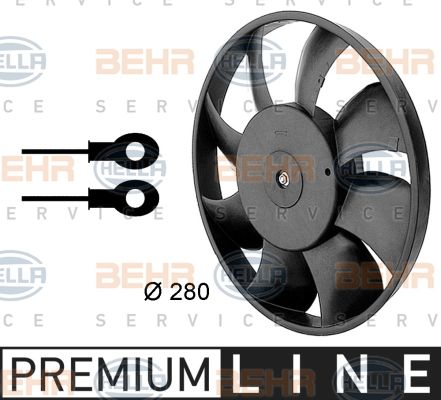 HELLA BEHR HELLA BEHR
SERVICE SERVICE
BEHR HELLA BEHR HELLA
SERVICE SERVICE
Ø 280
HELLA BEHR HELLA BEHR
SERVICE SERVICE
PREMIUM LINE